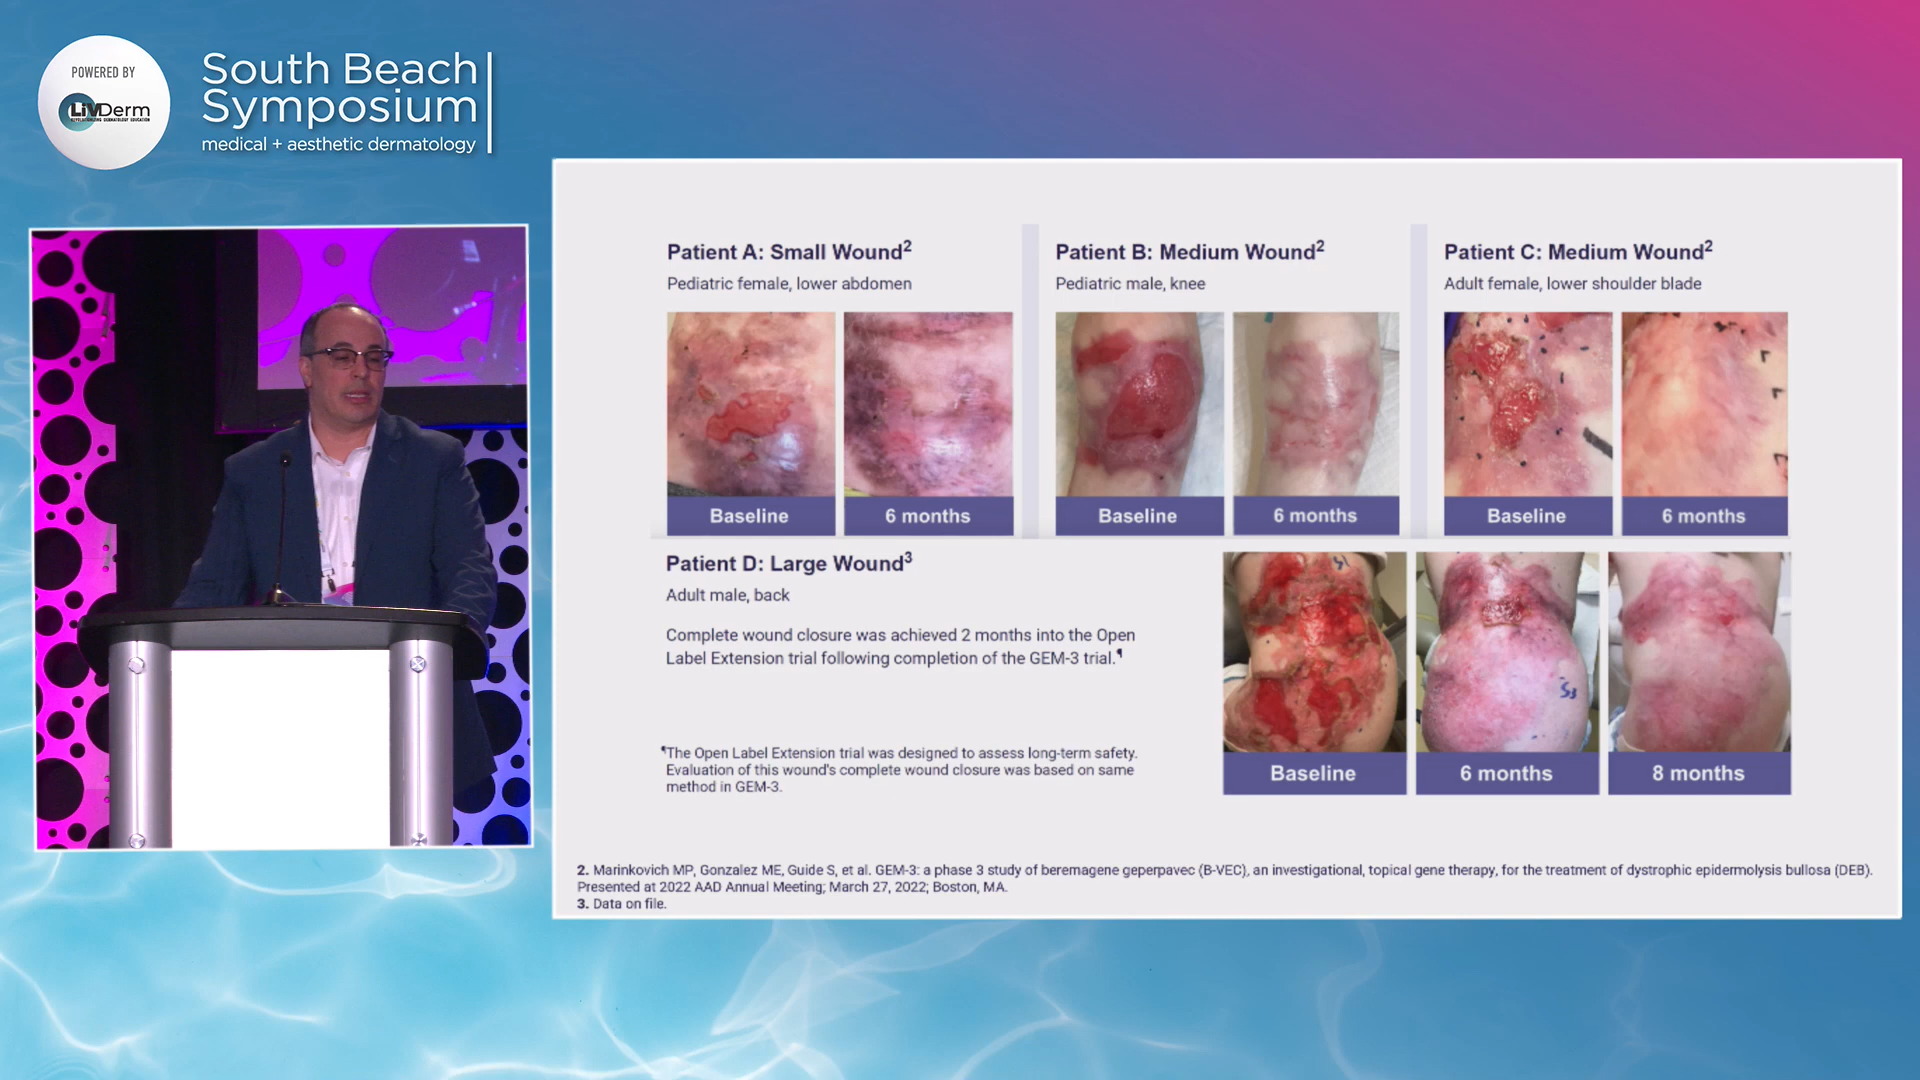 POWERED BY
LiVDerm
REVOLUTIONIZING DERMATOLOGY EDUCATION
South Beach
Symposium
medical + aesthetic dermatology
Patient A: Small Wound2
Pediatric female, lower abdomen
Baseline
6 months
Patient B: Medium Wound2
Pediatric male, knee
Baseline
6 months
Patient C: Medium Wound2
Adult female, lower shoulder blade
Baseline
6 months
Patient D: Large Wound3
Adult male, back
Complete wound closure was achieved 2 months into the Open
Label Extension trial following completion of the GEM-3 trial.¶
¶The Open Label Extension trial was designed to assess long-term safety.
Evaluation of this wound's complete wound closure was based on same
method in GEM-3.
S1
S3
Baseline
6 months
8 months
2. Marinkovich MP, Gonzalez ME, Guide S, et al. GEM-3: a phase 3 study of beremagene geperpavec (B-VEC), an investigational, topical gene therapy, for the treatment of dystrophic epidermolysis bullosa (DEB).
Presented at 2022 AAD Annual Meeting; March 27, 2022; Boston, MA.
3. Data on file.